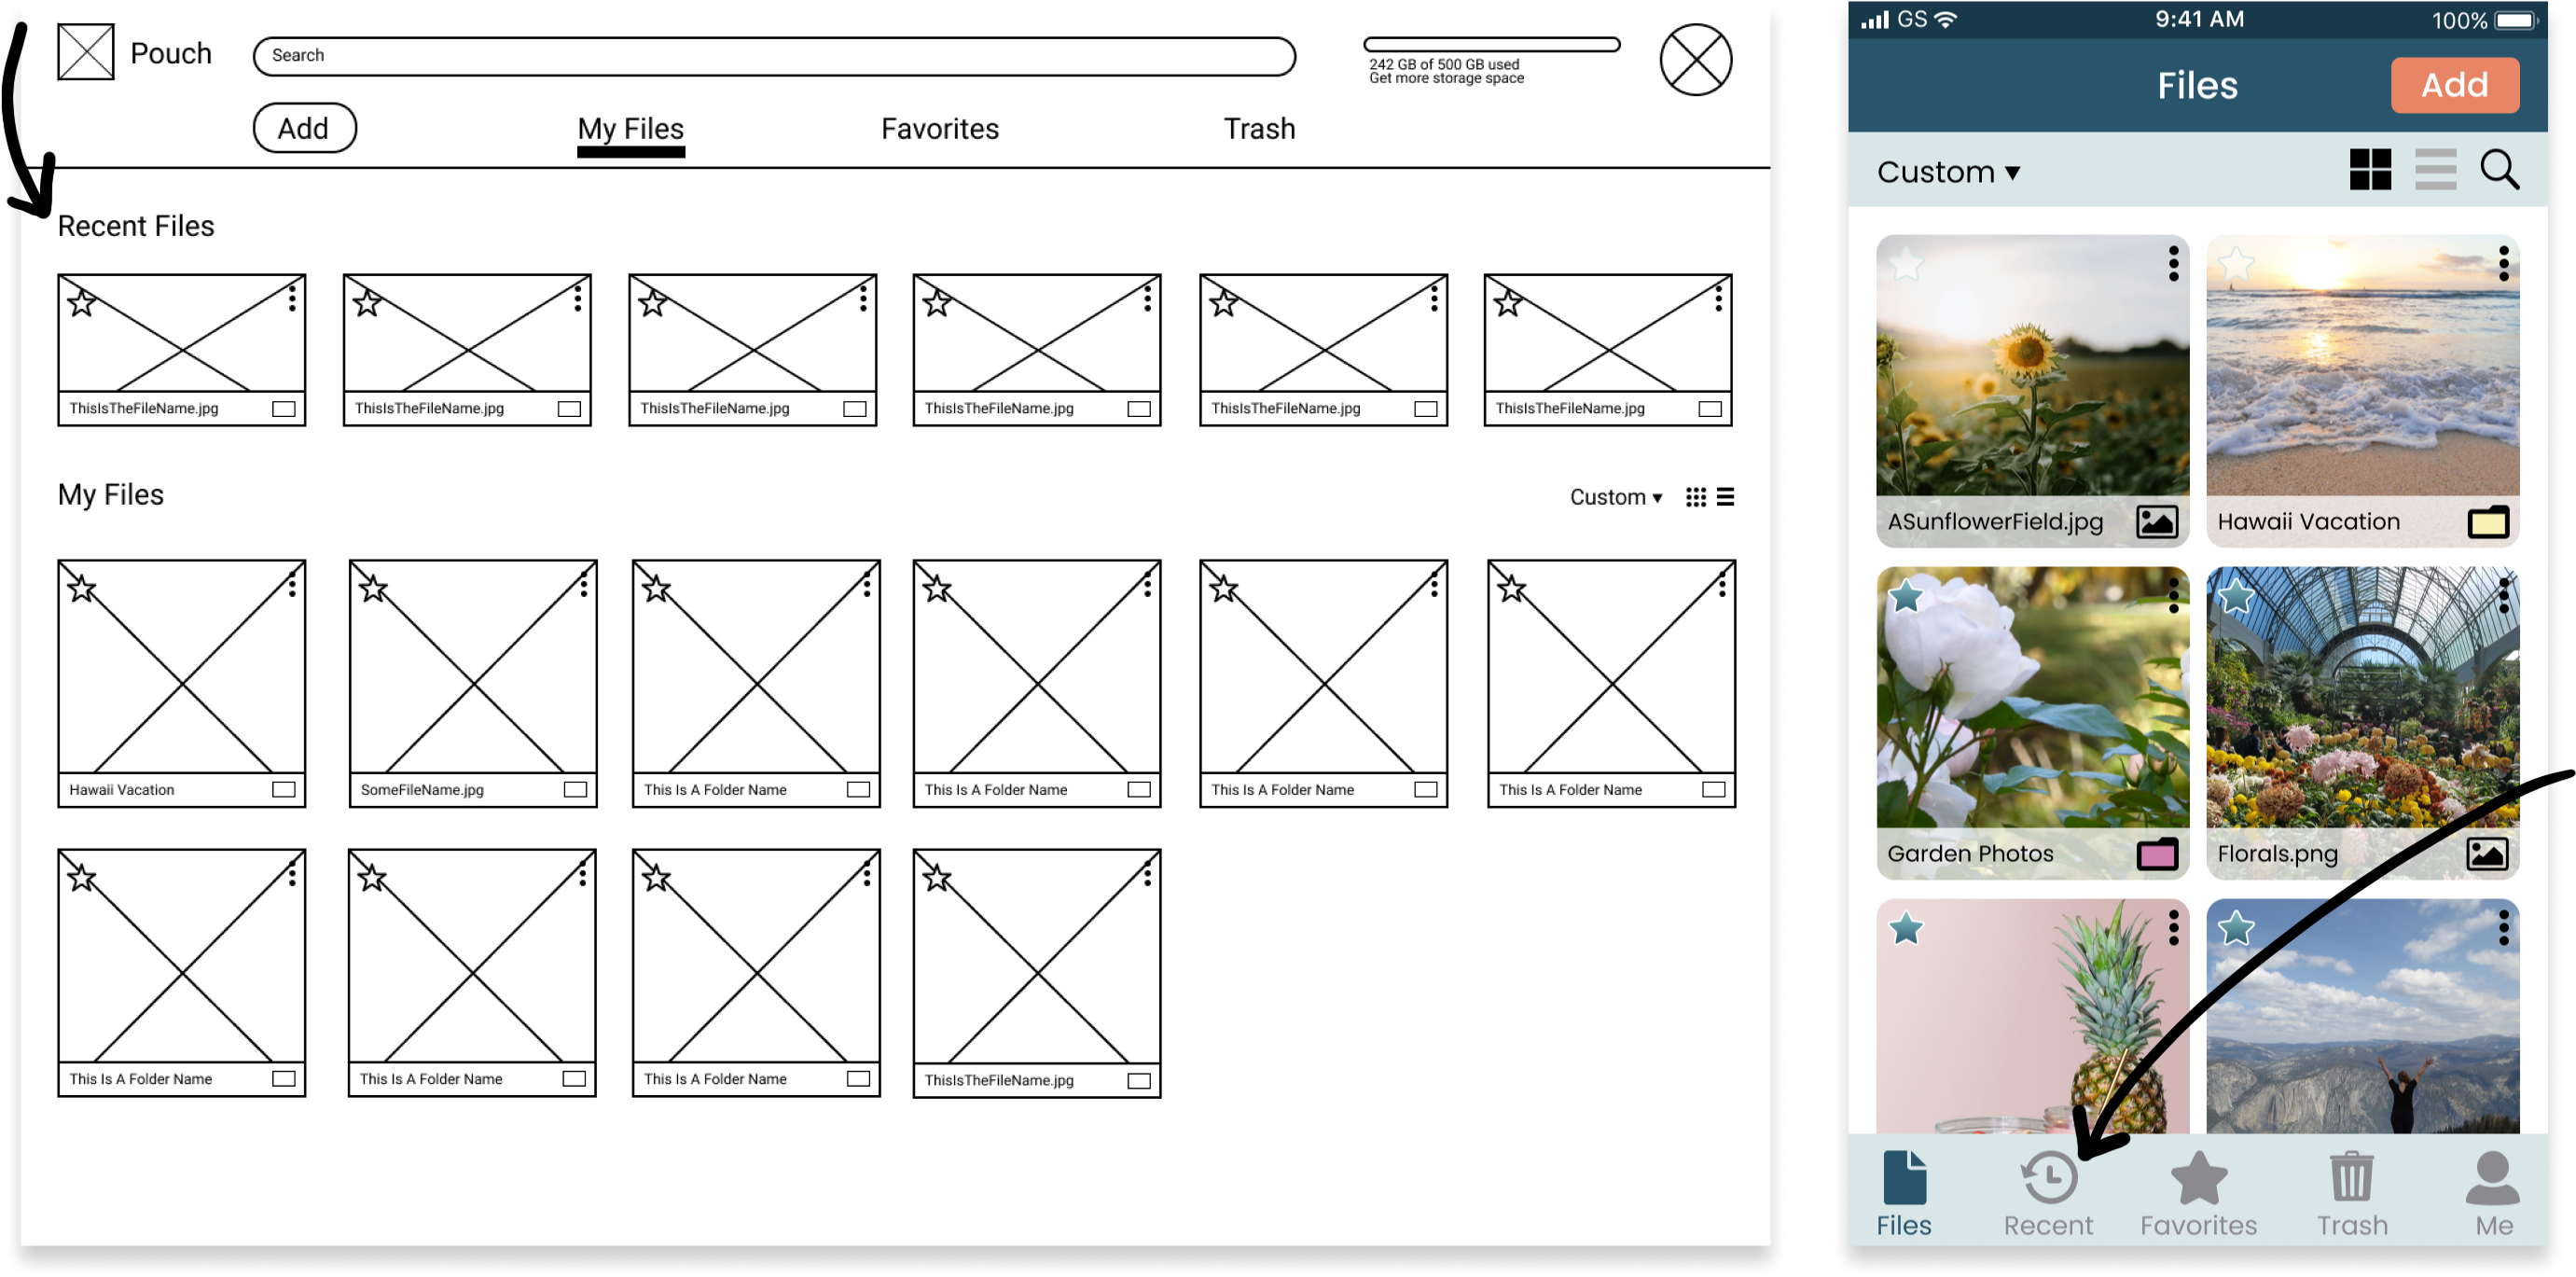 Pouch
Search
242 GB of 500 GB used
Get more storage space
Add
My Files
Favorites
Trash
Recent Files
ThisIsTheFileName.jpg
ThisIsTheFileName.jpg
ThisIsTheFileName.jpg
ThisIsTheFileName.jpg
ThisIsTheFileName.jpg
ThisIsTheFileName.jpg
My Files
Custom ▾
Hawaii Vacation
SomeFileName.jpg
This Is A Folder Name
This Is A Folder Name
This Is A Folder Name
This Is A Folder Name
This Is A Folder Name
This Is A Folder Name
This Is A Folder Name
ThisIsTheFileName.jpg
GS
9:41 AM
100%
Files
Add
Custom ▾
ASunflowerField.jpg
Hawaii Vacation
Garden Photos
Florals.png
Files
Recent
Favorites
Trash
Me